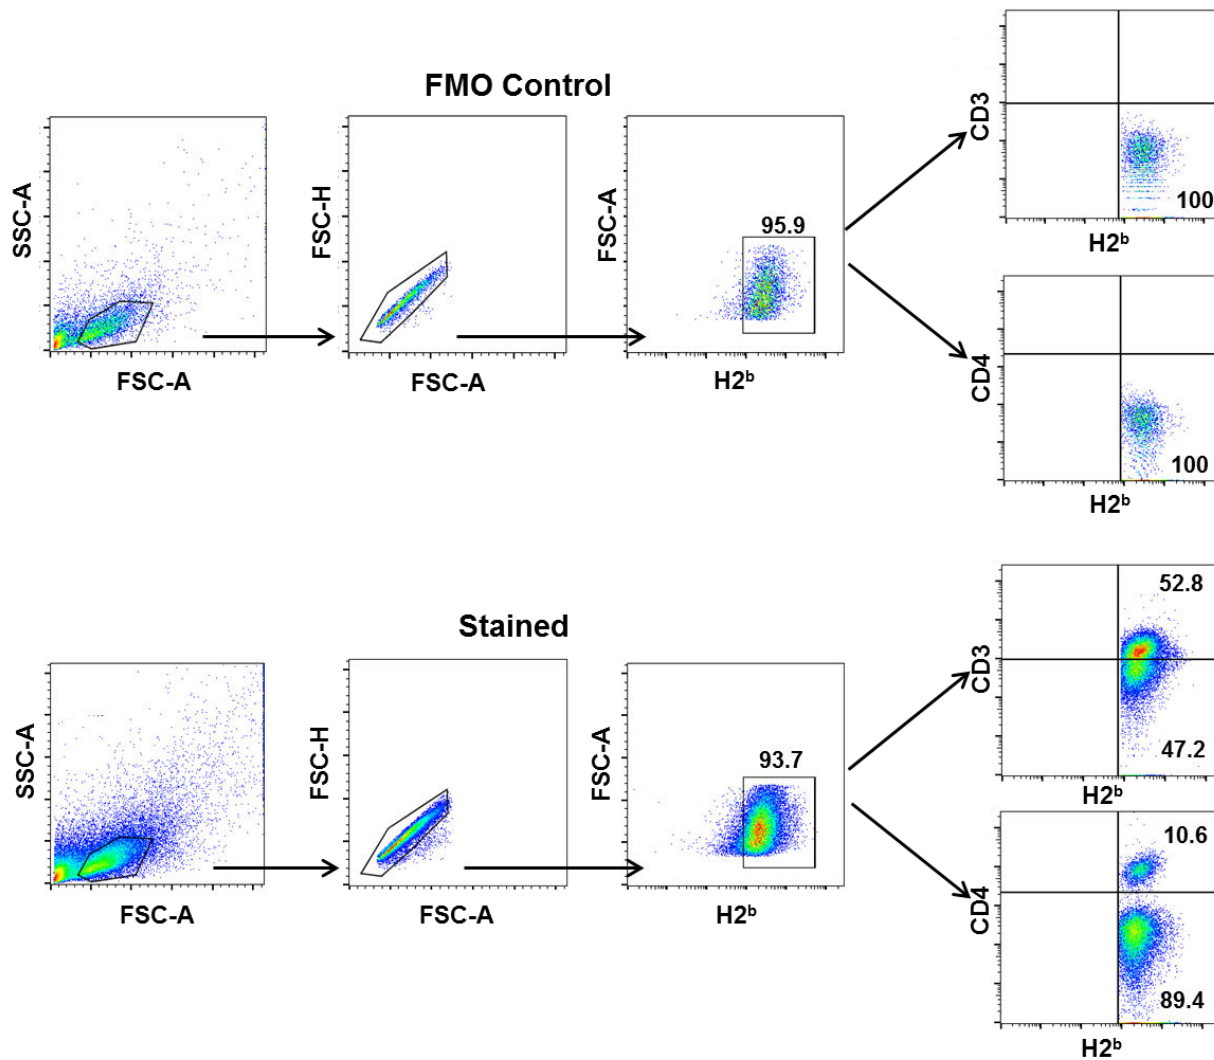 FMO Control
SSC-A
FSC-A
FSC-H
FSC-A
FSC-A
95.9
H2ᵇ
CD3
100
H2ᵇ
CD4
100
H2ᵇ
Stained
SSC-A
FSC-A
FSC-H
FSC-A
FSC-A
93.7
H2ᵇ
CD3
52.8
47.2
H2ᵇ
CD4
10.6
89.4
H2ᵇ